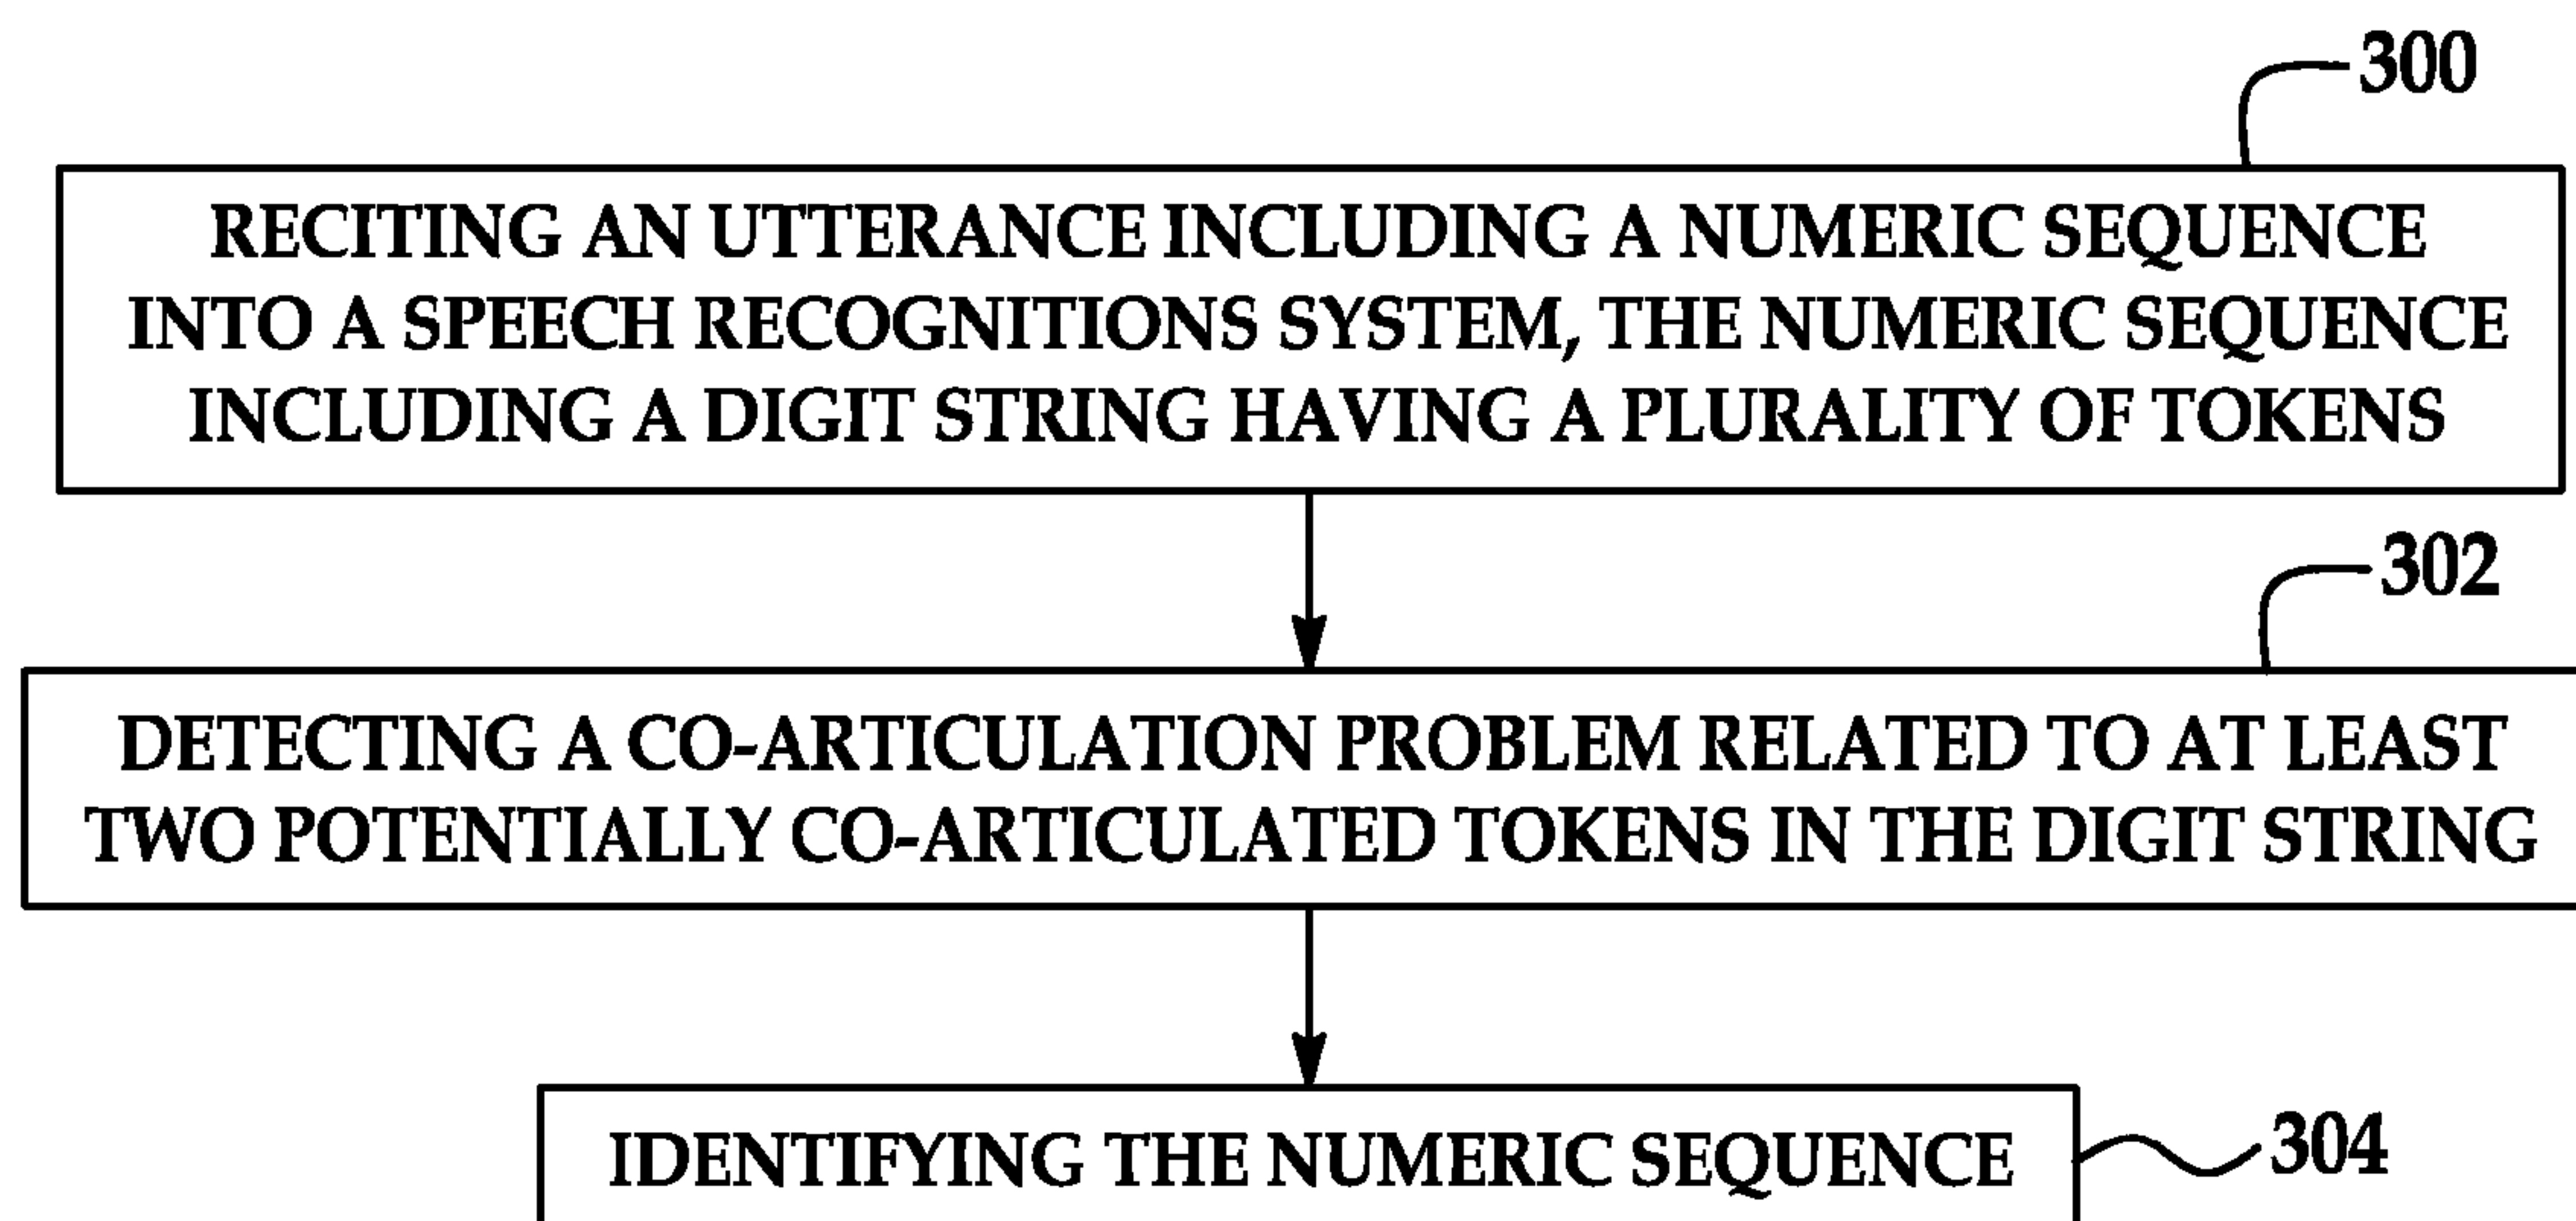 300
RECITING AN UTTERANCE INCLUDING A NUMERIC SEQUENCE
INTO A SPEECH RECOGNITIONS SYSTEM, THE NUMERIC SEQUENCE
INCLUDING A DIGIT STRING HAVING A PLURALITY OF TOKENS
302
DETECTING A CO-ARTICULATION PROBLEM RELATED TO AT LEAST
TWO POTENTIALLY CO-ARTICULATED TOKENS IN THE DIGIT STRING
IDENTIFYING THE NUMERIC SEQUENCE
304